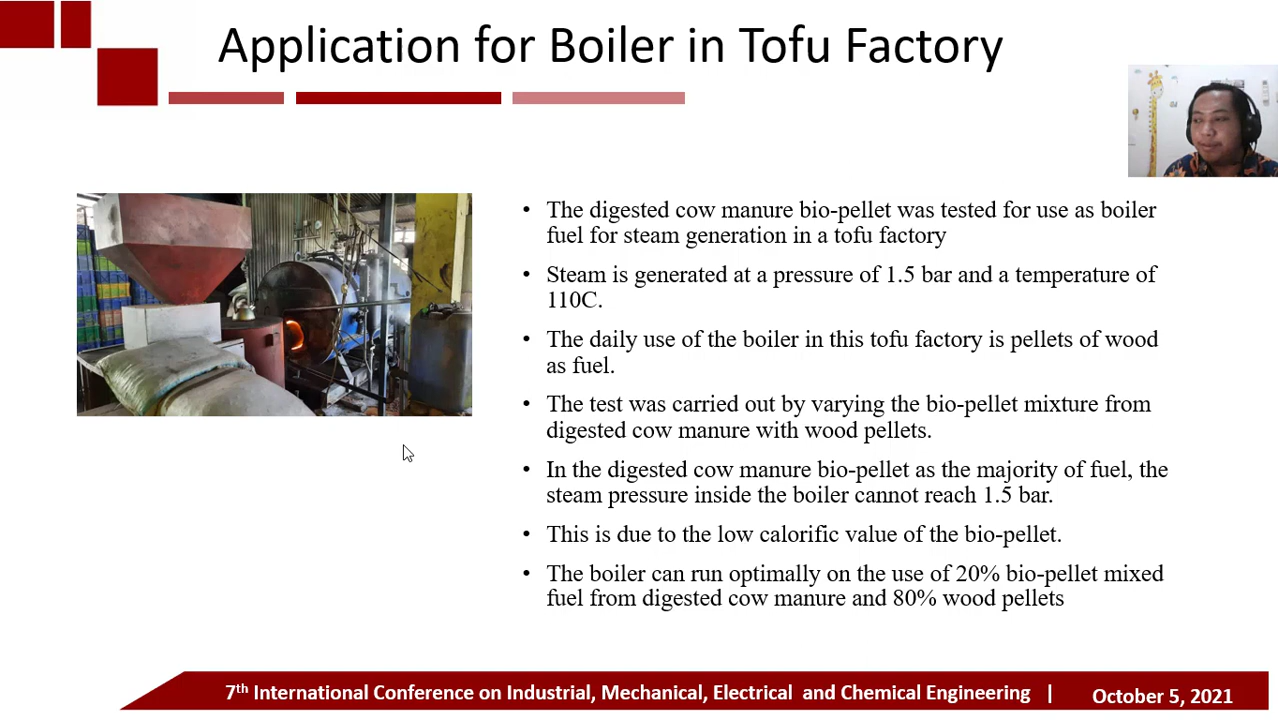 Application for Boiler in Tofu Factory
• The digested cow manure bio-pellet was tested for use as boiler
fuel for steam generation in a tofu factory
• Steam is generated at a pressure of 1.5 bar and a temperature of
110C.
• The daily use of the boiler in this tofu factory is pellets of wood
as fuel.
• The test was carried out by varying the bio-pellet mixture from
digested cow manure with wood pellets.
• In the digested cow manure bio-pellet as the majority of fuel, the
steam pressure inside the boiler cannot reach 1.5 bar.
• This is due to the low calorific value of the bio-pellet.
• The boiler can run optimally on the use of 20% bio-pellet mixed
fuel from digested cow manure and 80% wood pellets
7th International Conference on Industrial, Mechanical, Electrical and Chemical Engineering | October 5, 2021